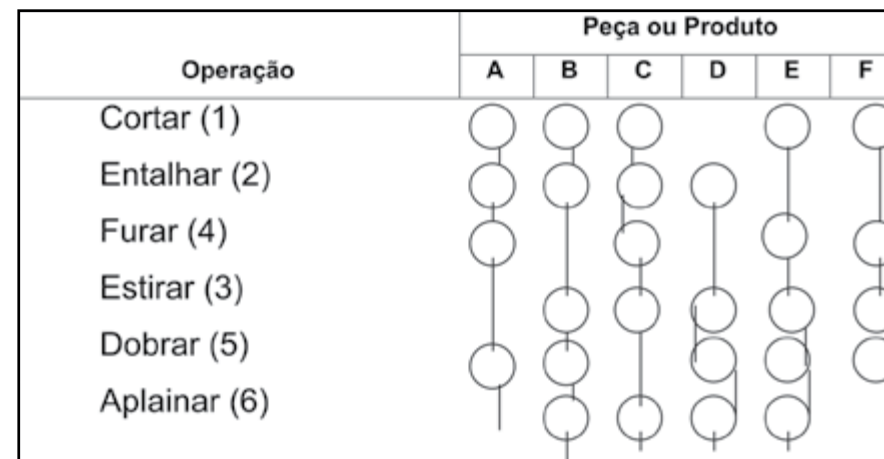 Peça ou Produto
Operação A B C D E F
Cortar (1)
Entalhar (2)
Furar (4)
Estirar (3)
Dobrar (5)
Aplainar (6)